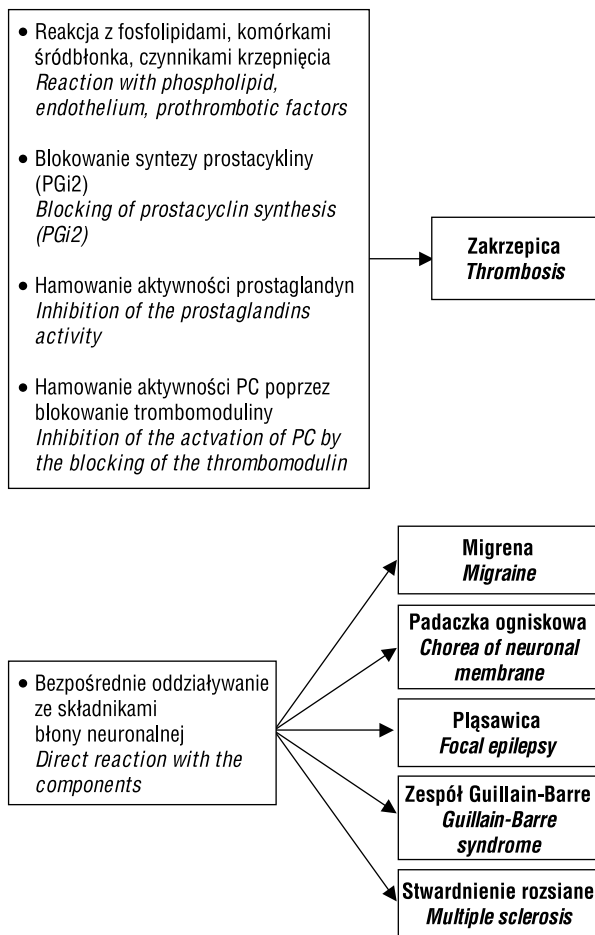 • Reakcja z fosfolipidami, komórkami
śródbłonka, czynnikami krzepnięcia
Reaction with phospholipid,
endothelium, prothrombotic factors
• Blokowanie syntezy prostacykliny
(PGi2)
Blocking of prostacyclin synthesis
(PGi2)
• Hamowanie aktywności prostaglandyn
Inhibition of the prostaglandins
activity
• Hamowanie aktywności PC poprzez
blokowanie trombomoduliny
Inhibition of the actvation of PC by
the blocking of the thrombomodulin
Zakrzepica
Thrombosis
• Bezpośrednie oddziaływanie
ze składnikami
błony neuronalnej
Direct reaction with the
components
Migrena
Migraine
Padaczka ogniskowa
Chorea of neuronal
membrane
Pląsawica
Focal epilepsy
Zespół Guillain-Barre
Guillain-Barre
syndrome
Stwardnienie rozsiane
Multiple sclerosis